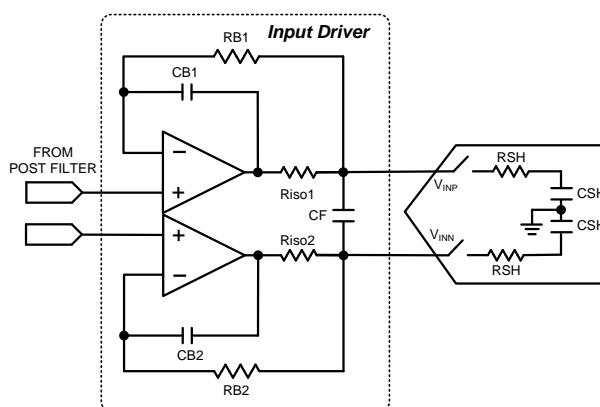 Input Driver
RB1
CB1
FROM
POST FILTER
−
+
Riso1
V_INP
RSH
CSH
CF
CSH
+
−
Riso2
V_INN
RSH
CB2
RB2